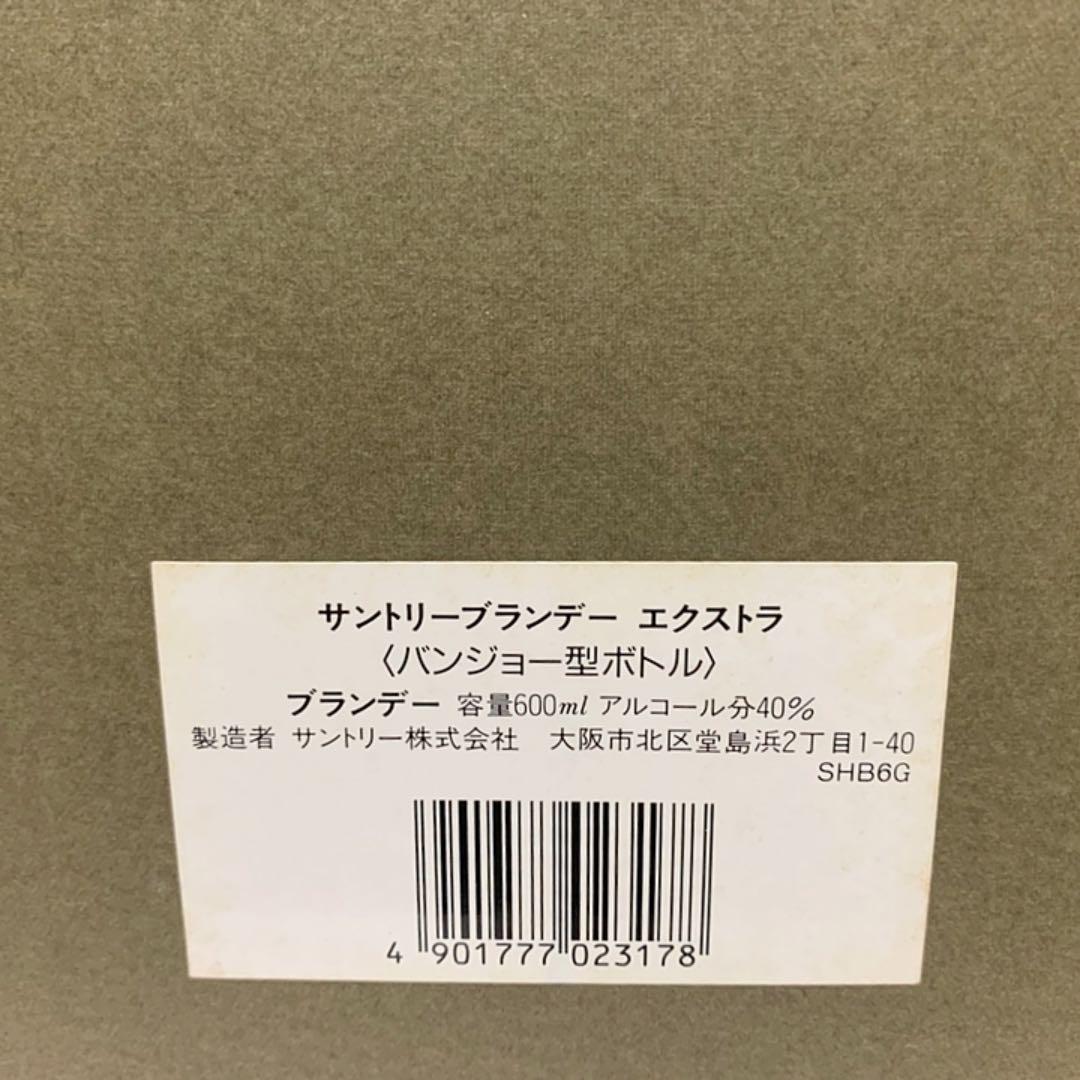 サントリーブランデー エクストラ
〈バンジョー型ボトル〉
ブランデー 容量600ml アルコール分40%
製造者 サントリー株式会社 大阪市北区堂島浜2丁目1-40
SHB6G
4 901777 023178